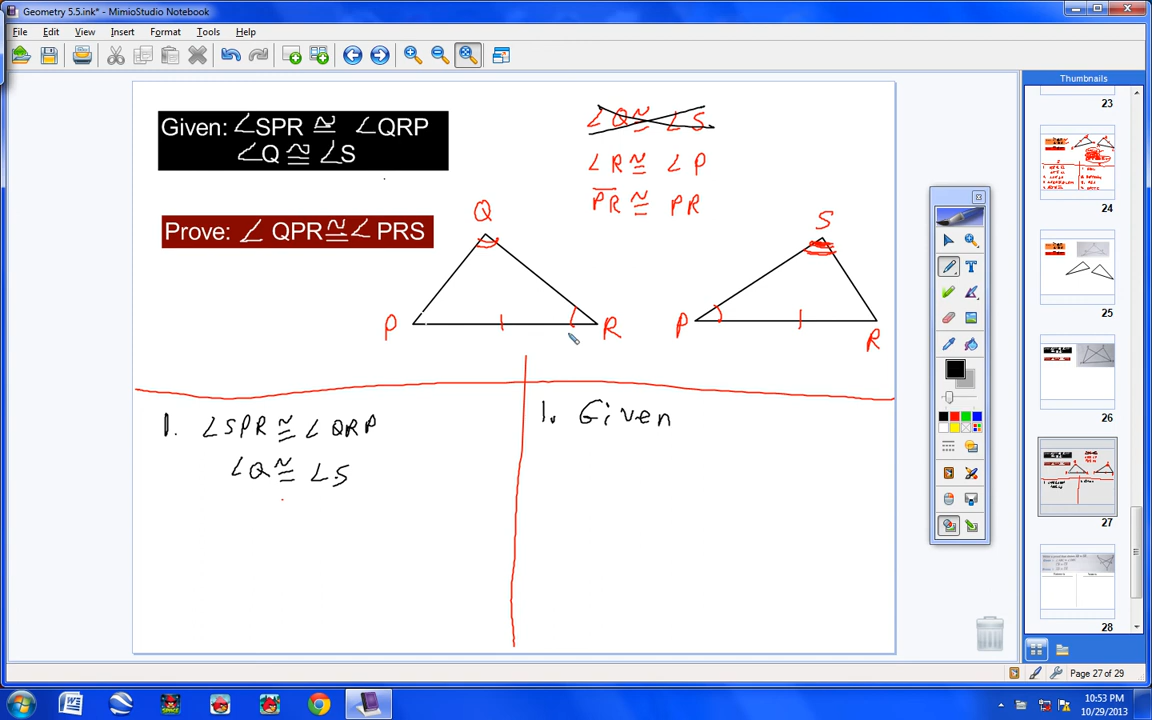 Geometry 5.5.ink* - MimioStudio Notebook
File Edit View Insert Format Tools Help
Thumbnails
Given: ∠SPR ≅ ∠QRP
∠Q ≅ ∠S
Prove: ∠ QPR ≅ ∠ PRS
∠Q ≅ ∠S
∠R ≅ ∠P
PR ≅ PR
Q
P
R
S
P
R
1. ∠SPR ≅ ∠QRP
∠Q ≅ ∠S
1. Given
T
23
24
25
26
27
28
Page 27 of 29
W
10:53 PM
10/29/2013